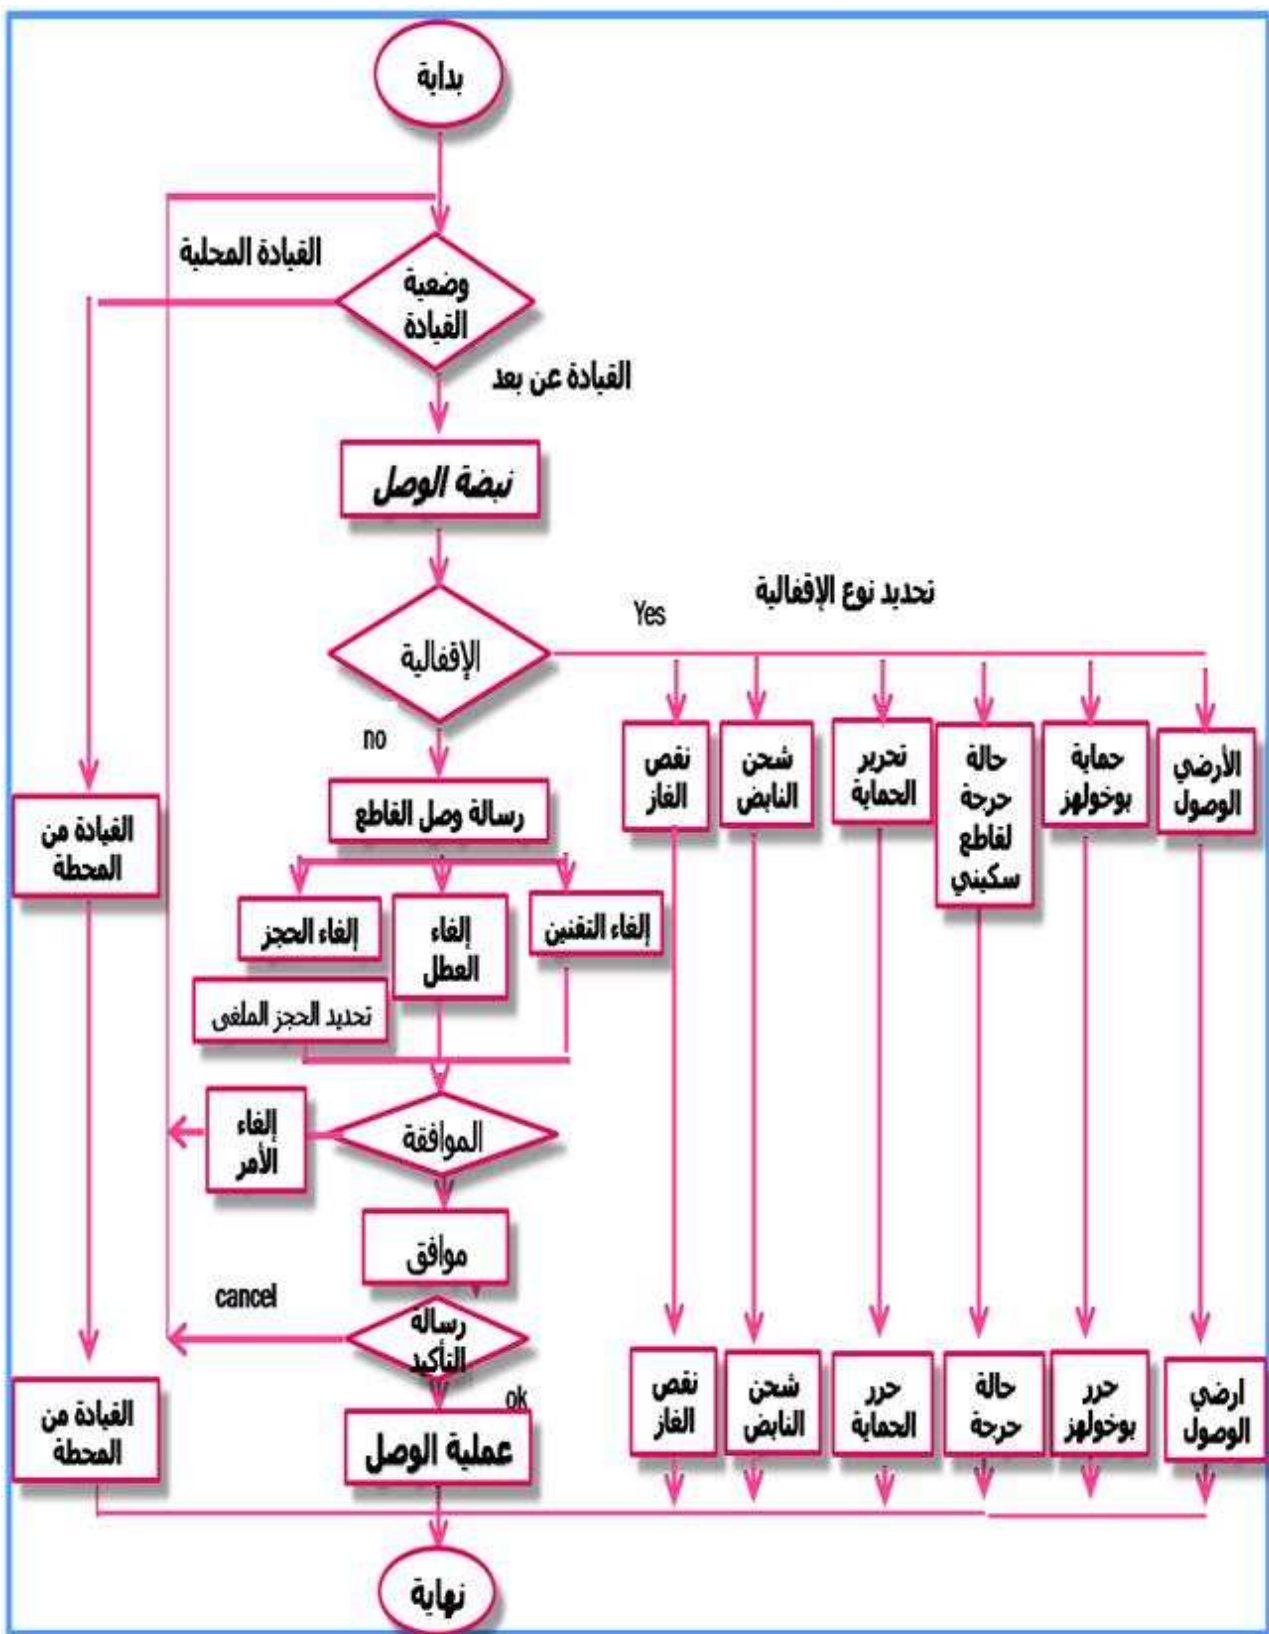 بداية
القيادة المحلية
وضعية
القيادة
القيادة عن بعد
نبضة الوصل
تحديد نوع الإقفالية
Yes
الإقفالية
no
الأرضي
الوصول
حماية
بوخولهز
حالة
حرجة
لقاطع
سكيني
تحرير
الحماية
شحن
النابض
نقص
الغاز
رسالة وصل القاطع
القيادة من
المحطة
إلغاء التقنين
إلغاء
العطل
إلغاء الحجز
تحديد الحجز الملغى
الموافقة
إلغاء
الأمر
موافق
cancel
رسالة
التأكيد
ok
ارضي
الوصول
حرر
بوخولهز
حالة
حرجة
حرر
الحماية
شحن
النابض
نقص
الغاز
عملية الوصل
القيادة من
المحطة
نهاية